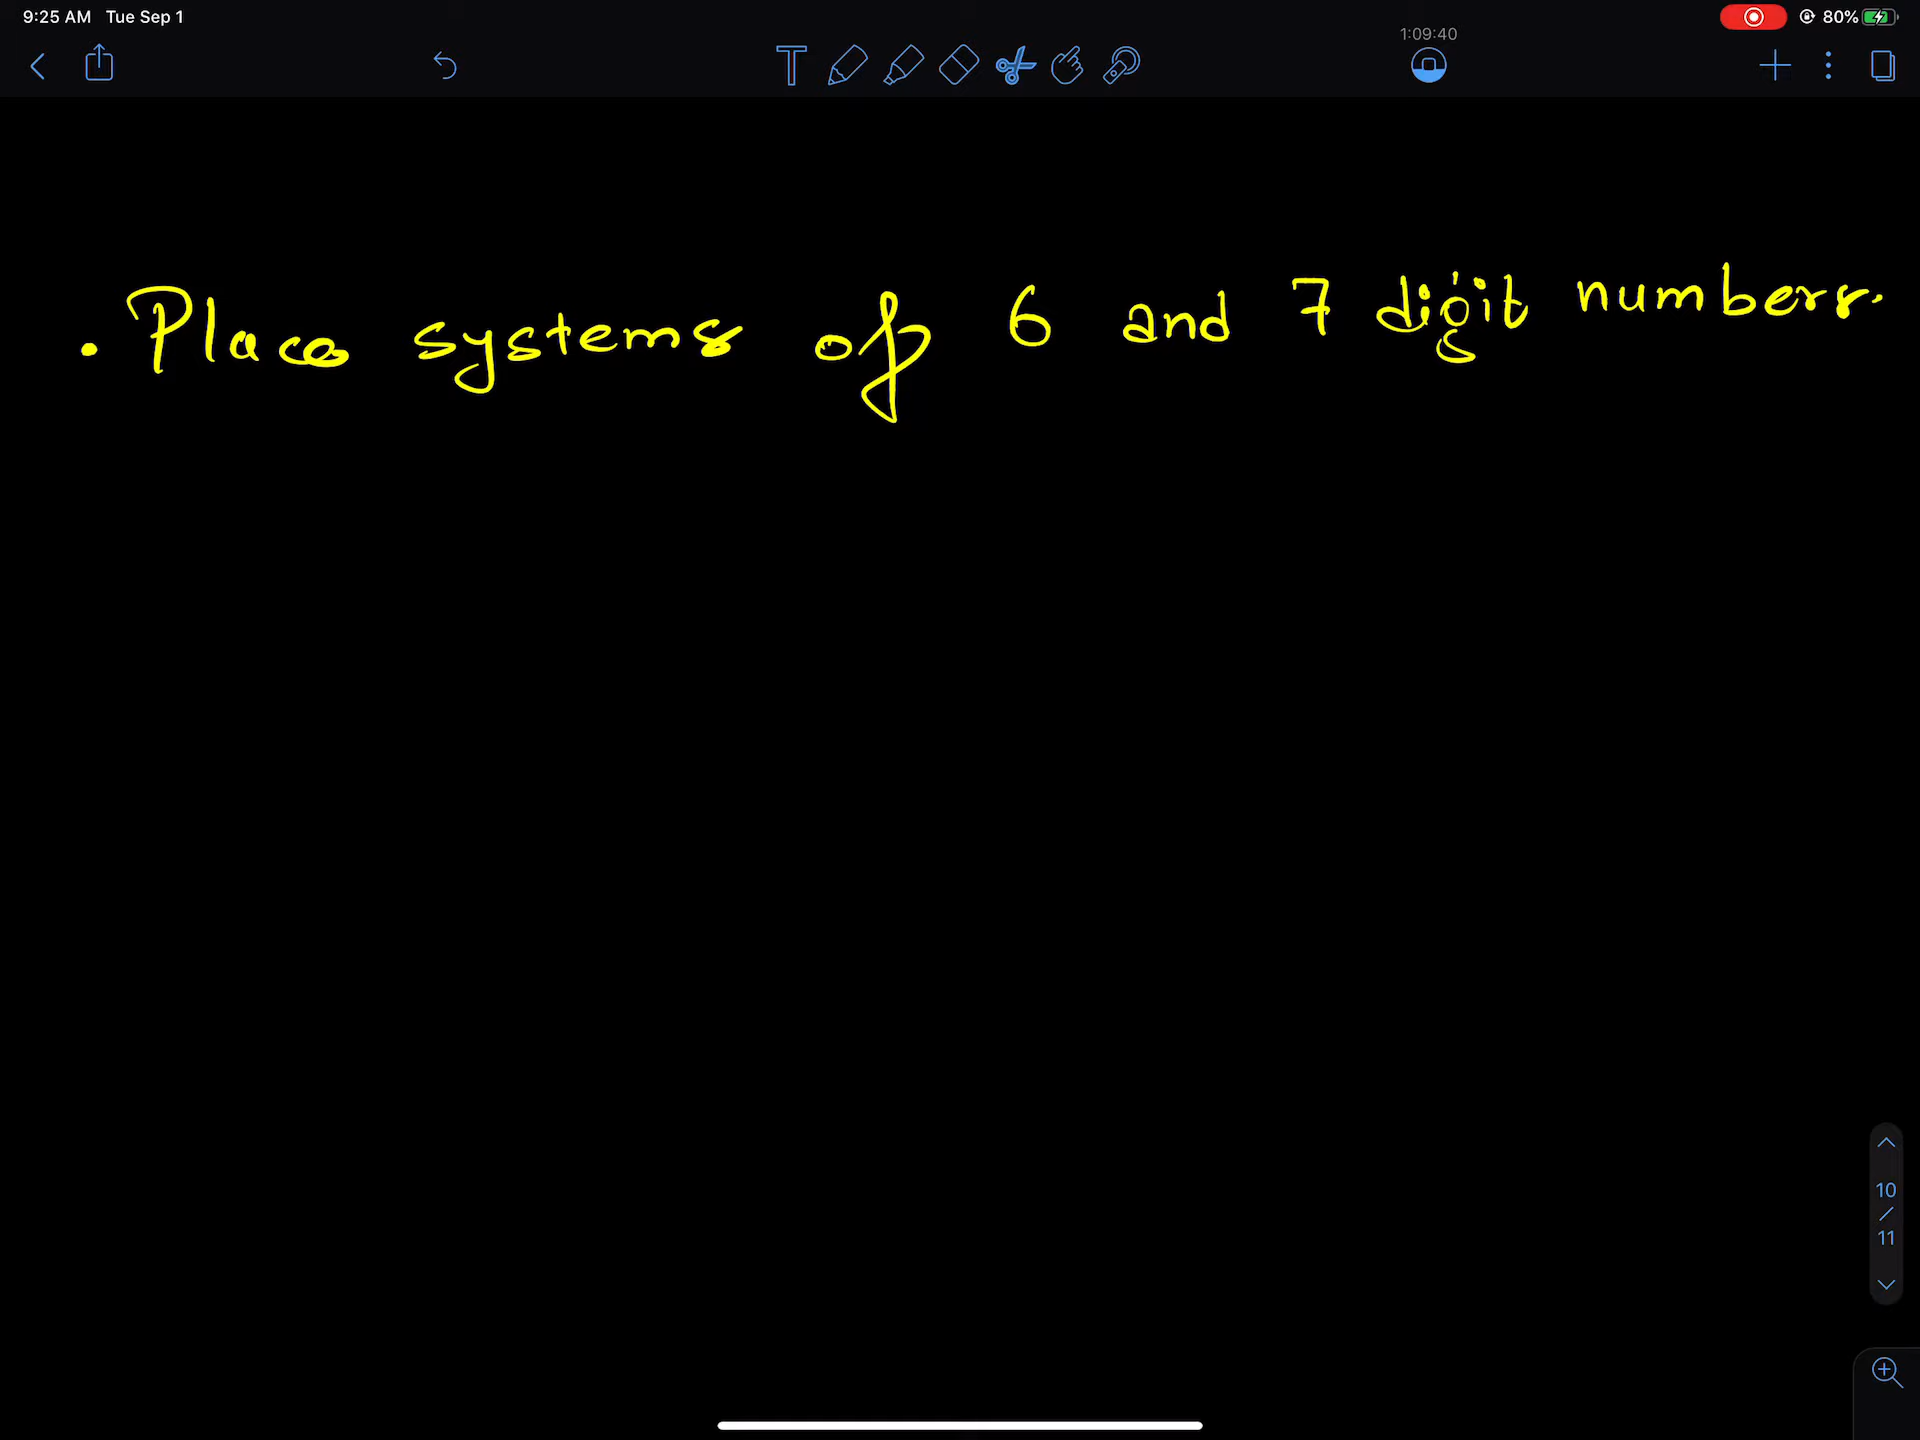 9:25 AM Tue Sep 1
80%
1:09:40
T
. Place systems of 6 and 7 digit numbers.
10
/
11